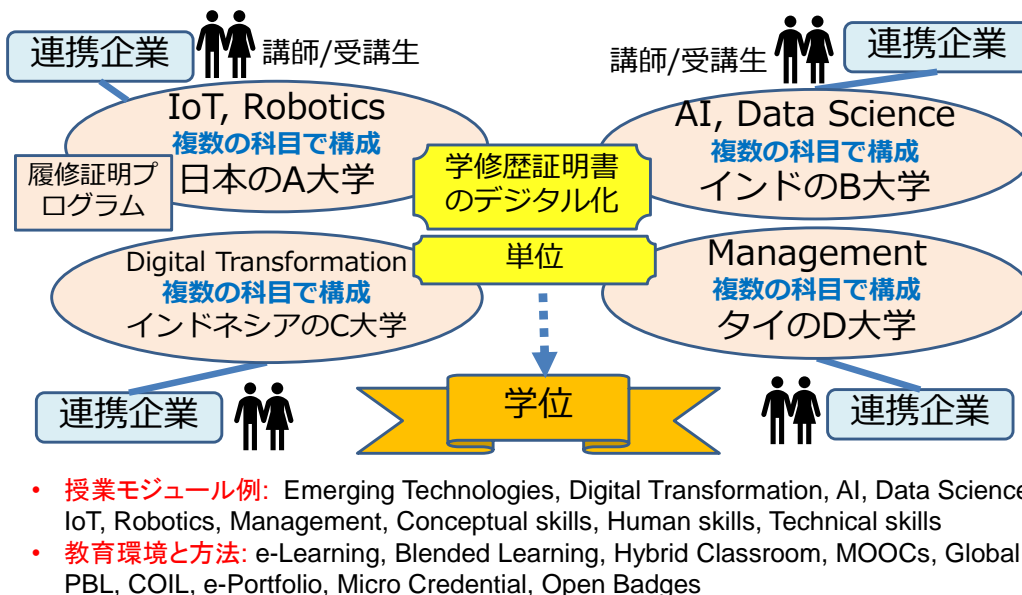 連携企業
講師/受講生
IoT, Robotics
複数の科目で構成
日本のA大学
履修証明プ
ログラム
学修歴証明書
のデジタル化
単位
講師/受講生
連携企業
AI, Data Science
複数の科目で構成
インドのB大学
Digital Transformation
複数の科目で構成
インドネシアのC大学
Management
複数の科目で構成
タイのD大学
連携企業
学位
連携企業
• 授業モジュール例: Emerging Technologies, Digital Transformation, AI, Data Science
IoT, Robotics, Management, Conceptual skills, Human skills, Technical skills
• 教育環境と方法: e-Learning, Blended Learning, Hybrid Classroom, MOOCs, Global
PBL, COIL, e-Portfolio, Micro Credential, Open Badges